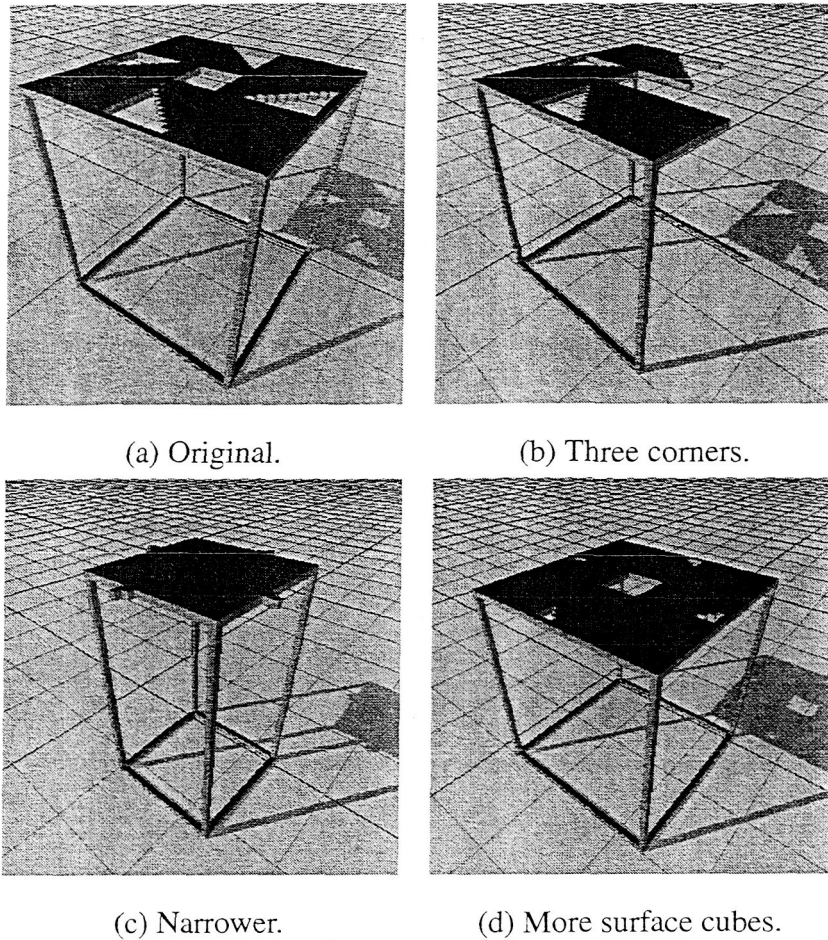 (a) Original.
(b) Three corners.
(c) Narrower.
(d) More surface cubes.